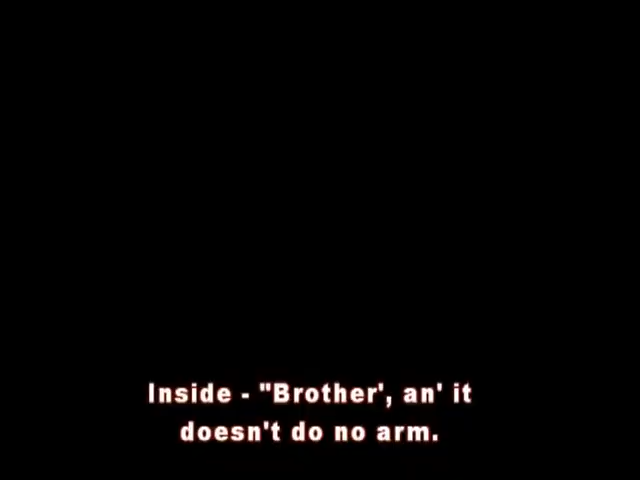 Inside - "Brother', an' it
doesn't do no arm.